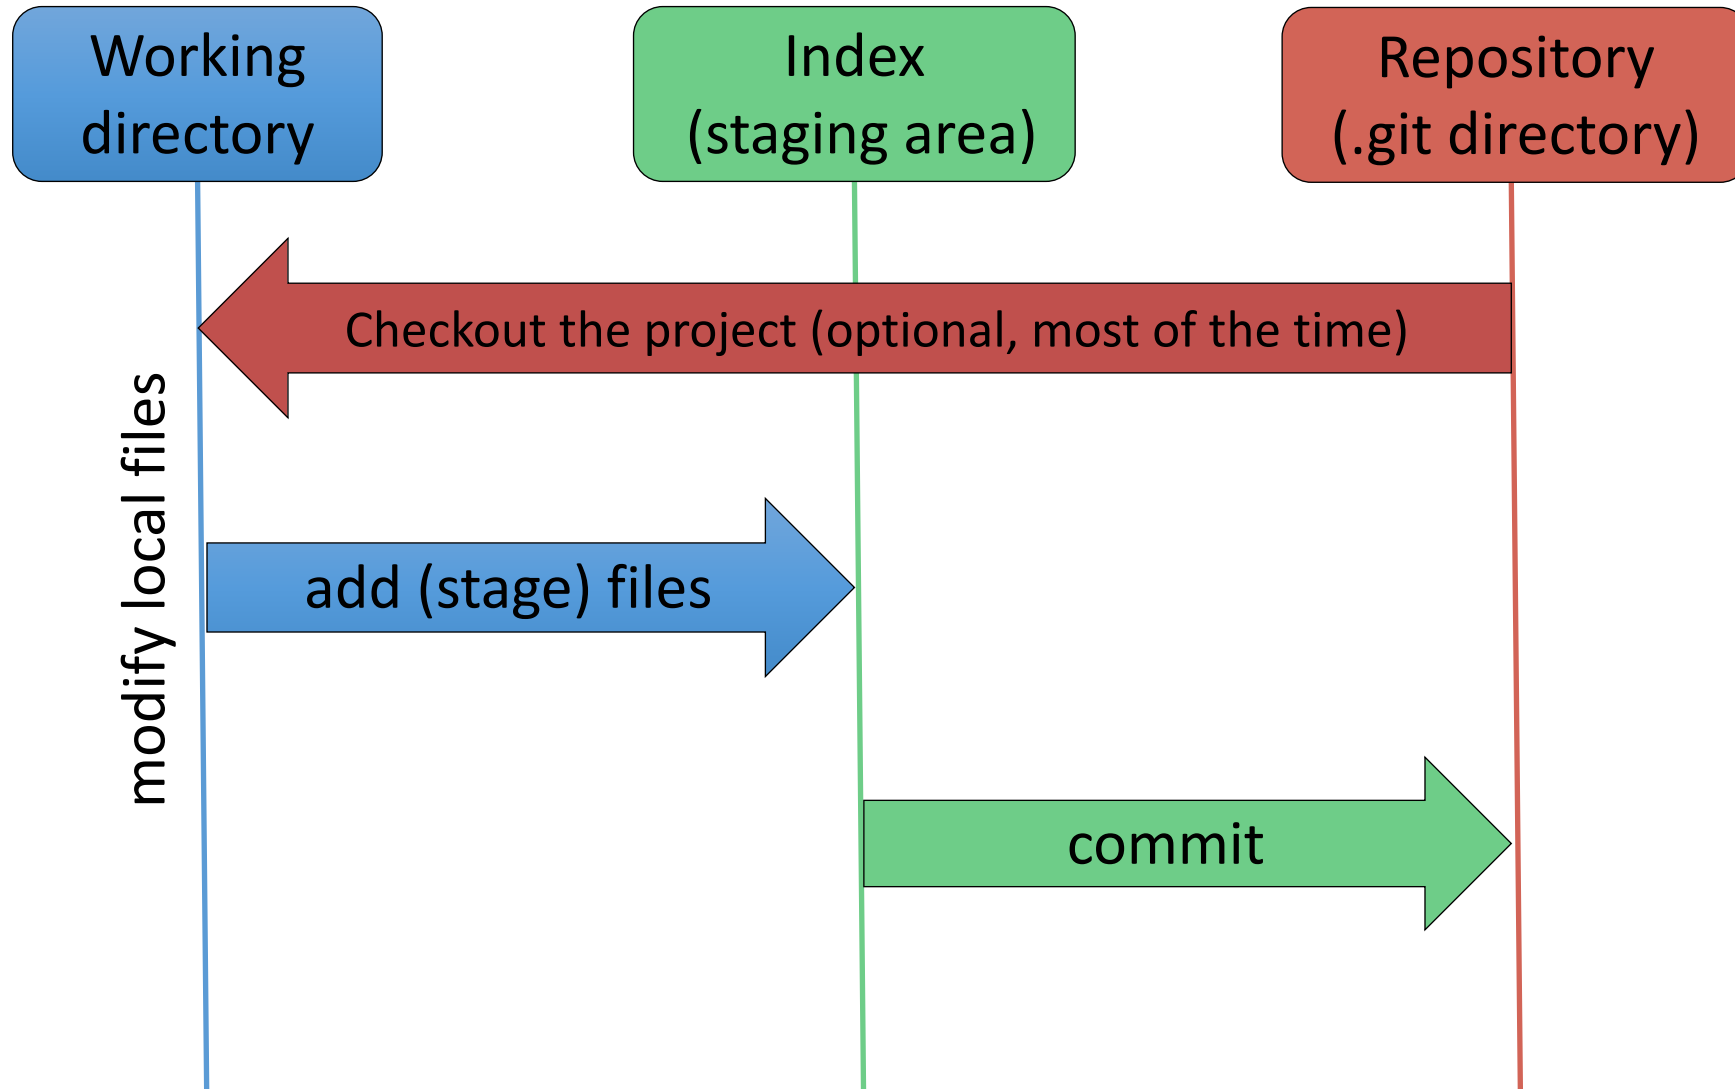 Working
directory
Index
(staging area)
Repository
(.git directory)
Checkout the project (optional, most of the time)
modify local files
add (stage) files
commit